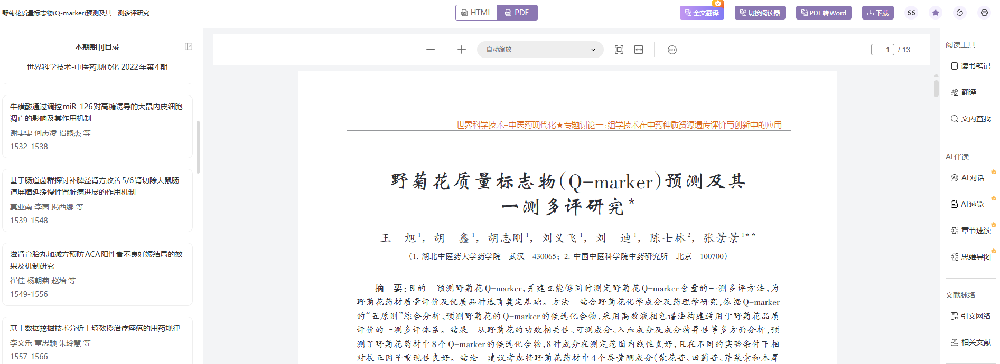 野菊花质量标志物(Q-marker)预测及其一测多评研究
HTML
PDF
全文翻译
切换阅读器
PDF转Word
下载
本期期刊目录
世界科学技术-中医药现代化 2022年第4期
牛磺酸通过调控miR-126对高糖诱导的大鼠内皮细胞
凋亡的影响及其作用机制
谢雯雯 何志凌 招煦杰 等
1532-1538
基于肠道菌群探讨补脾益肾方改善5/6肾切除大鼠肠
道屏障延缓慢性肾脏病进展的作用机制
莫业南 李茵 揭西娜 等
1539-1548
滋肾育胎丸加减方预防ACA阳性者不良妊娠结局的效
果及机制研究
崔佳 杨朝菊 赵培 等
1549-1556
基于数据挖掘技术分析王琦教授治疗痤疮的用药规律
李文乐 董思颖 朱玲慧 等
1557-1566
自动缩放
1 / 13
世界科学技术-中医药现代化★专题讨论一:组学技术在中药种质资源遗传评价与创新中的应用
野菊花质量标志物(Q-marker)预测及其
一测多评研究*
王 旭1, 胡 鑫1, 胡志刚1, 刘义飞1, 刘 迪1, 陈士林2, 张景景1**
(1. 湖北中医药大学药学院 武汉 430065; 2. 中国中医科学院中药研究所 北京 100700)
摘 要:目的 预测野菊花Q-marker,并建立能够同时测定野菊花Q-marker含量的一测多评方法,为
野菊花药材质量评价及优质品种选育奠定基础。方法 结合野菊花化学成分及药理学研究,依据Q-marker
的“五原则”综合分析、预测野菊花的Q-marker的候选化合物,采用高效液相色谱法构建适用于野菊花品质
评价的一测多评体系。结果 从野菊花的功效相关性、可测成分、入血成分及成分特异性等多方面分析,预
测了野菊花药材中8个Q-marker的候选化合物,8种成分在测定范围内线性良好,且在不同的实验条件下相
对校正因子重现性良好。结论 建议考虑将野菊花药材中4个类黄酮成分(蒙花苷、田蓟苷、芹菜素和木犀
阅读工具
读书笔记
翻译
文内查找
AI伴读
AI对话
AI速览
章节速读
思维导图
文献脉络
引文网络
相关文献